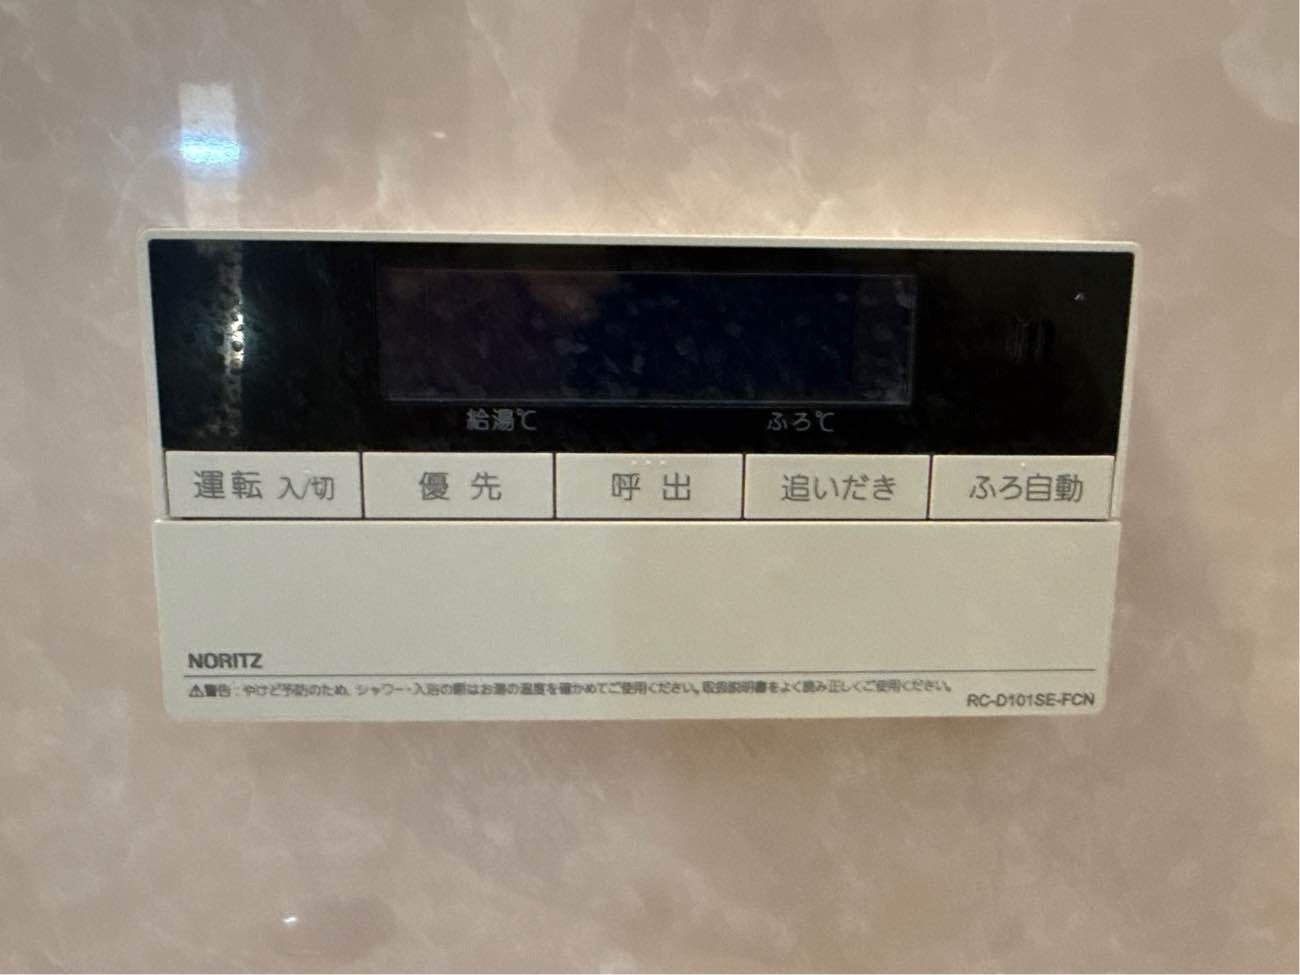 給湯℃ ふろ℃
運転 入/切 優先 呼出 追いだき ふろ自動
NORITZ
⚠警告：やけど予防のため、シャワー・入浴の際はお湯の温度を確かめてご使用ください。取扱説明書をよく読み正しくご使用ください。
RC-D101SE-FCN